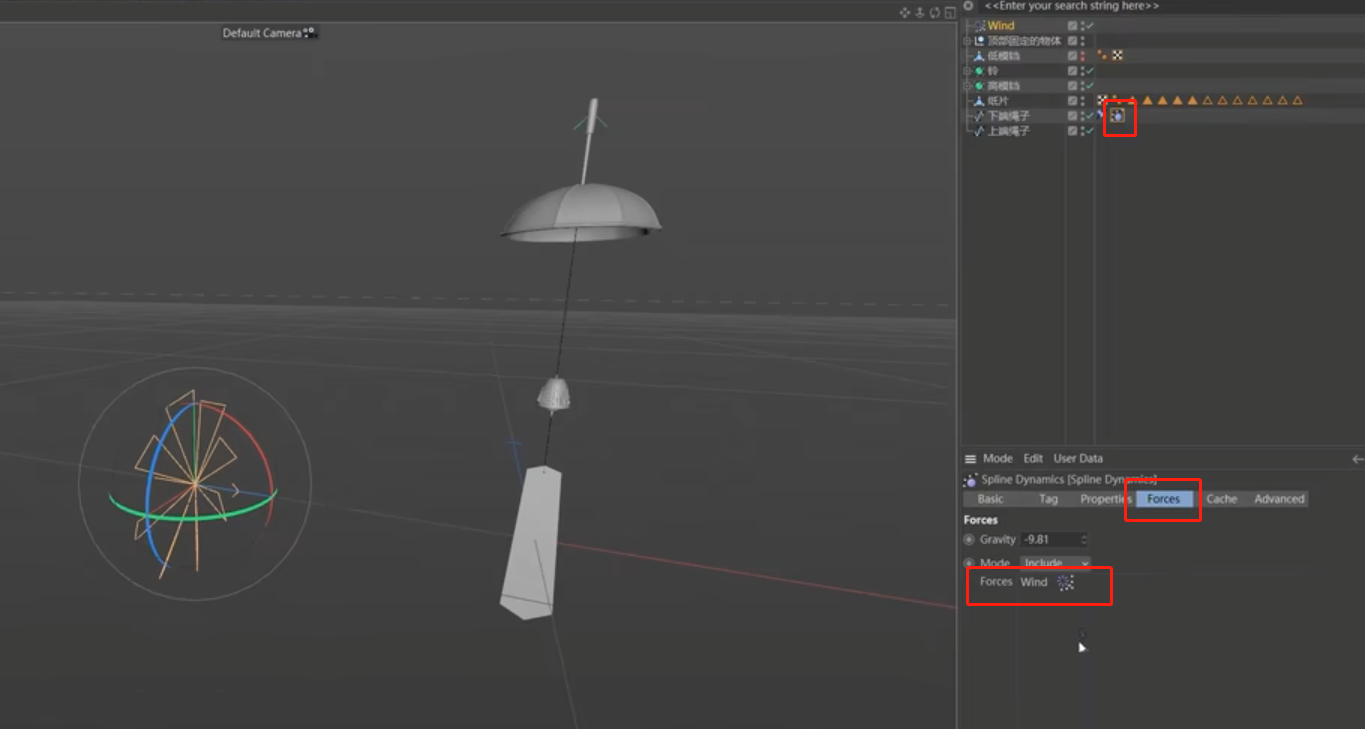 <<Enter your search string here>>
Default Camera
Wind
顶部固定的物体
低模铛
铃
高模铛
纸片
下端绳子
上端绳子
Mode Edit User Data
Spline Dynamics [Spline Dynamics]
Basic Tag Properties Forces Cache Advanced
Forces
Gravity -9.81
Mode Include
Forces Wind